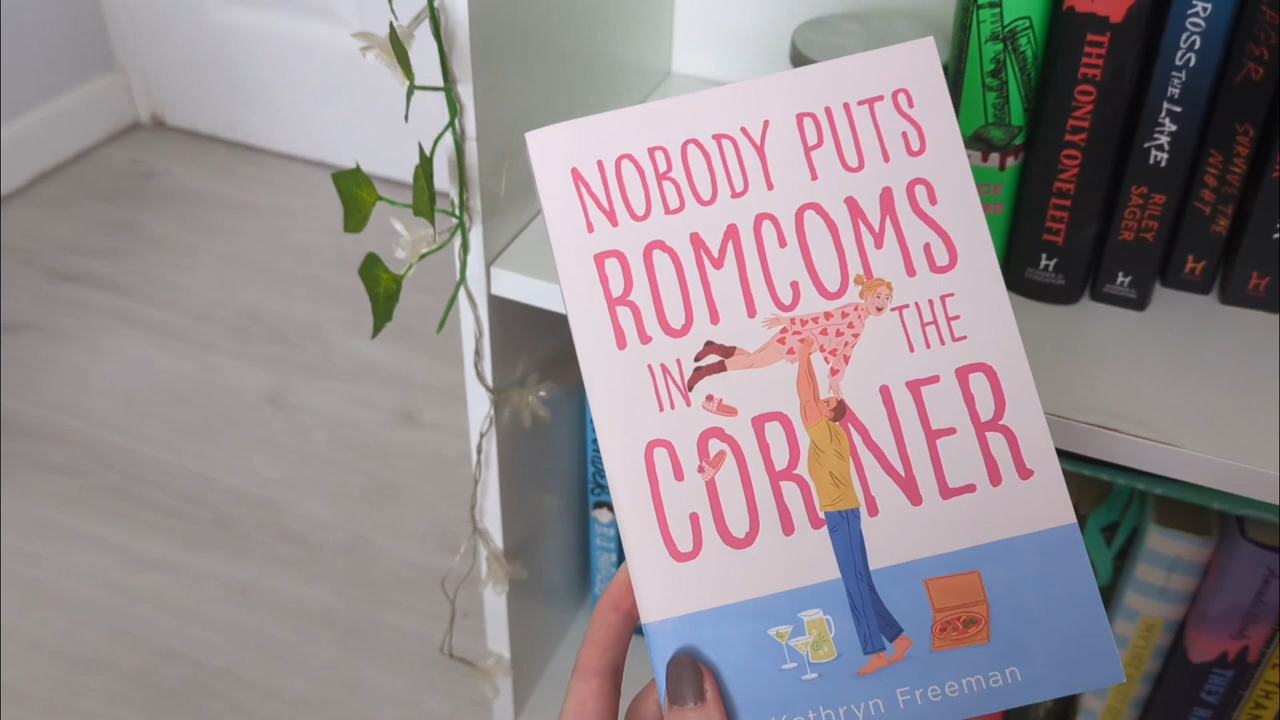 NOBODY PUTS
ROMCOMS
IN THE
CORNER
Kathryn Freeman
THE ONLY ONE LEFT
ROSS THE LAKE
RILEY
SAGER
SURVIVE THE
NIGHT